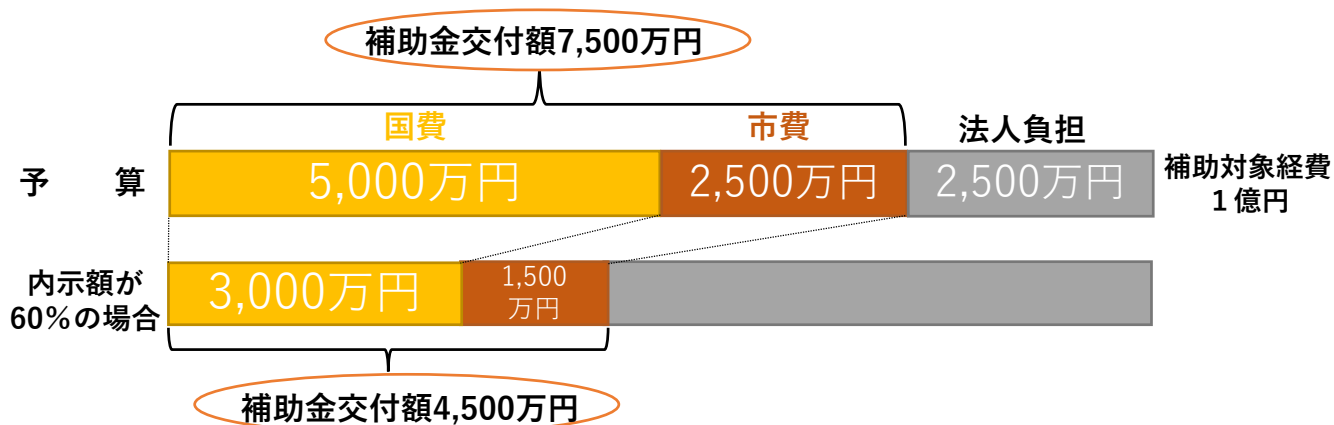 補助金交付額7,500万円
国費
市費
法人負担
予　算
5,000万円
2,500万円
2,500万円
補助対象経費
１億円
内示額が
60％の場合
3,000万円
1,500
万円
補助金交付額4,500万円